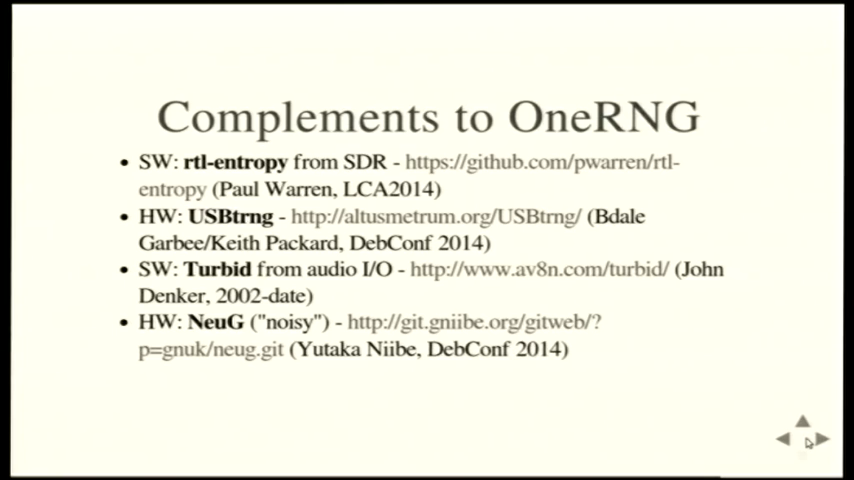 Complements to OneRNG
• SW: rtl-entropy from SDR - https://github.com/pwarren/rtl-
entropy (Paul Warren, LCA2014)
• HW: USBtrng - http://altusmetrum.org/USBtrng/ (Bdale
Garbee/Keith Packard, DebConf 2014)
• SW: Turbid from audio I/O - http://www.av8n.com/turbid/ (John
Denker, 2002-date)
• HW: NeuG ("noisy") - http://git.gniibe.org/gitweb/?
p=gnuk/neug.git (Yutaka Niibe, DebConf 2014)